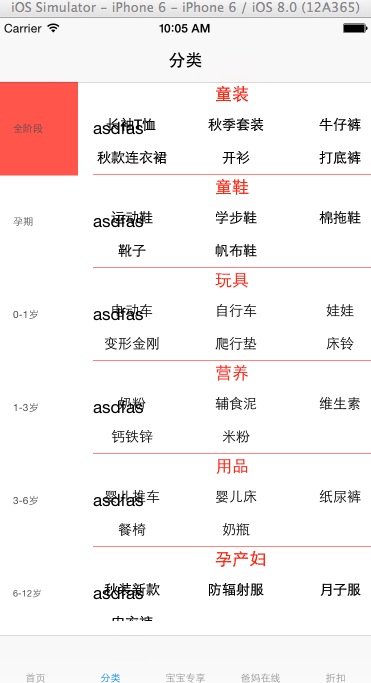 iOS Simulator - iPhone 6 - iPhone 6 / iOS 8.0 (12A365)
Carrier 10:05 AM
分类
童装
全阶段 asdfas 长袖T恤 秋季套装 牛仔裤
秋款连衣裙 开衫 打底裤
童鞋
孕期 asdfas 运动鞋 学步鞋 棉拖鞋
靴子 帆布鞋
玩具
0-1岁 asdfas 电动车 自行车 娃娃
变形金刚 爬行垫 床铃
营养
1-3岁 asdfas 奶粉 辅食泥 维生素
钙铁锌 米粉
用品
3-6岁 asdfas 婴儿推车 婴儿床 纸尿裤
餐椅 奶瓶
孕产妇
6-12岁 asdfas 秋装新款 防辐射服 月子服
首页 分类 宝宝专享 爸妈在线 折扣